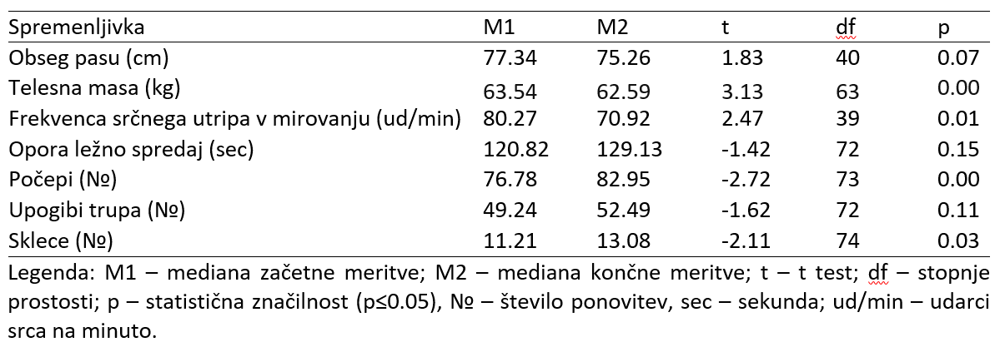 Spremenljivka M1 M2 t df p
Obseg pasu (cm) 77.34 75.26 1.83 40 0.07
Telesna masa (kg) 63.54 62.59 3.13 63 0.00
Frekvenca srčnega utripa v mirovanju (ud/min) 80.27 70.92 2.47 39 0.01
Opora ležno spredaj (sec) 120.82 129.13 -1.42 72 0.15
Počepi (№) 76.78 82.95 -2.72 73 0.00
Upogibi trupa (№) 49.24 52.49 -1.62 72 0.11
Sklece (№) 11.21 13.08 -2.11 74 0.03
Legenda: M1 – mediana začetne meritve; M2 – mediana končne meritve; t – t test; df – stopnje
prostosti; p – statistična značilnost (p≤0.05), № – število ponovitev, sec – sekunda; ud/min – udarci
srca na minuto.